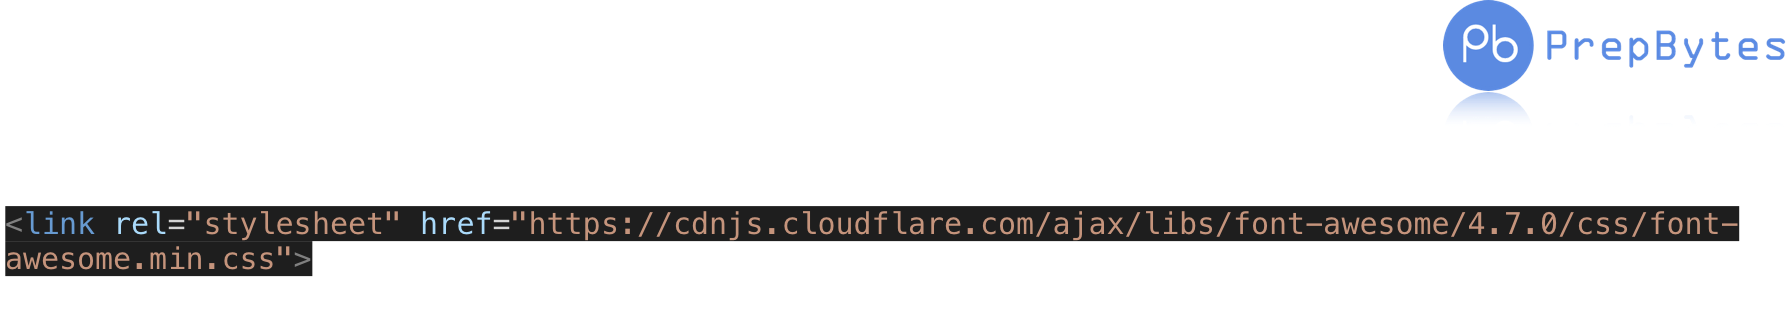 Pb PrepBytes
<link rel="stylesheet" href="https://cdnjs.cloudflare.com/ajax/libs/font-awesome/4.7.0/css/font-
awesome.min.css">